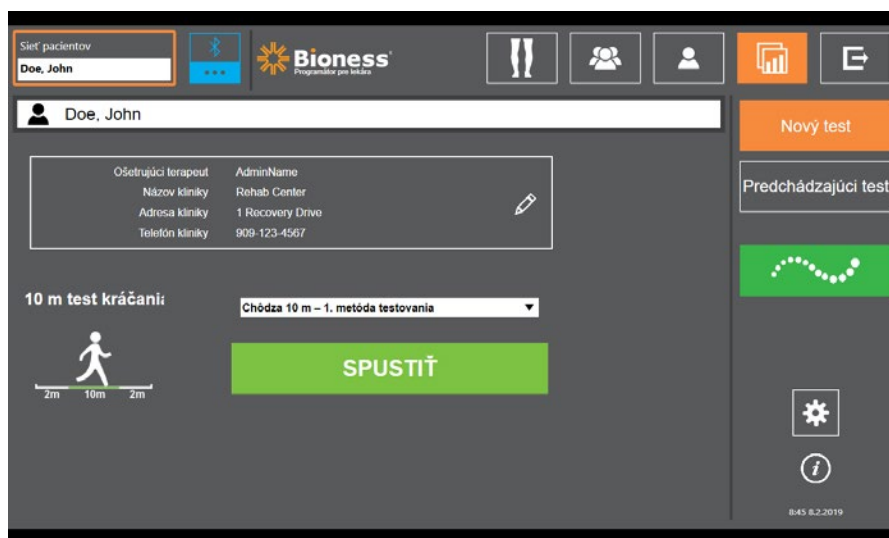 Sieť pacientov
Doe, John
Bioness
Programátor pre lekára
Doe, John
Nový test
Predchádzajúci test
Ošetrujúci terapeut AdminName
Názov kliniky Rehab Center
Adresa kliniky 1 Recovery Drive
Telefón kliniky 909-123-4567
10 m test kráčania
Chôdza 10 m – 1. metóda testovania
SPUSTIŤ
2m 10m 2m
i
8:45 8.2.2019